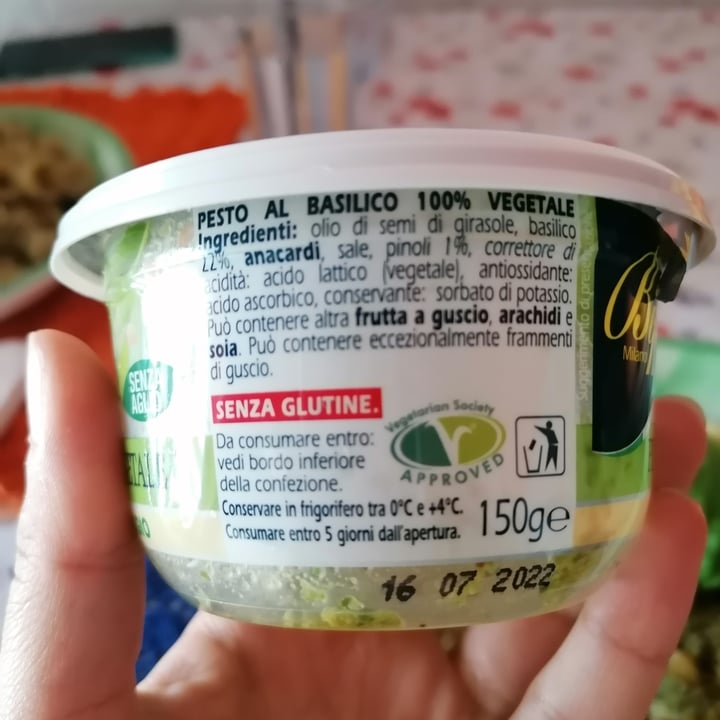 PESTO AL BASILICO 100% VEGETALE
Ingredienti: olio di semi di girasole, basilico
22%, anacardi, sale, pinoli 1%, correttore di
acidità: acido lattico (vegetale), antiossidante:
acido ascorbico, conservante: sorbato di potassio.
Può contenere altra frutta a guscio, arachidi e
soia. Può contenere eccezionalmente frammenti
di guscio.
SENZA
AGLIO
SENZA GLUTINE.
Vegetarian Society
APPROVED
Da consumare entro:
vedi bordo inferiore
della confezione.
Conservare in frigorifero tra 0°C e +4°C.
Consumare entro 5 giorni dall'apertura.
150g e
16 07 2022
Suggerimento di
Milano